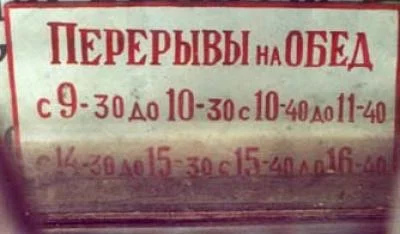 ПЕРЕРЫВЫ НА ОБЕД
С 9-30 ДО 10-30 С 10-40 ДО 11-40
С 14-30 ДО 15-30 С 15-40 ДО 16-40